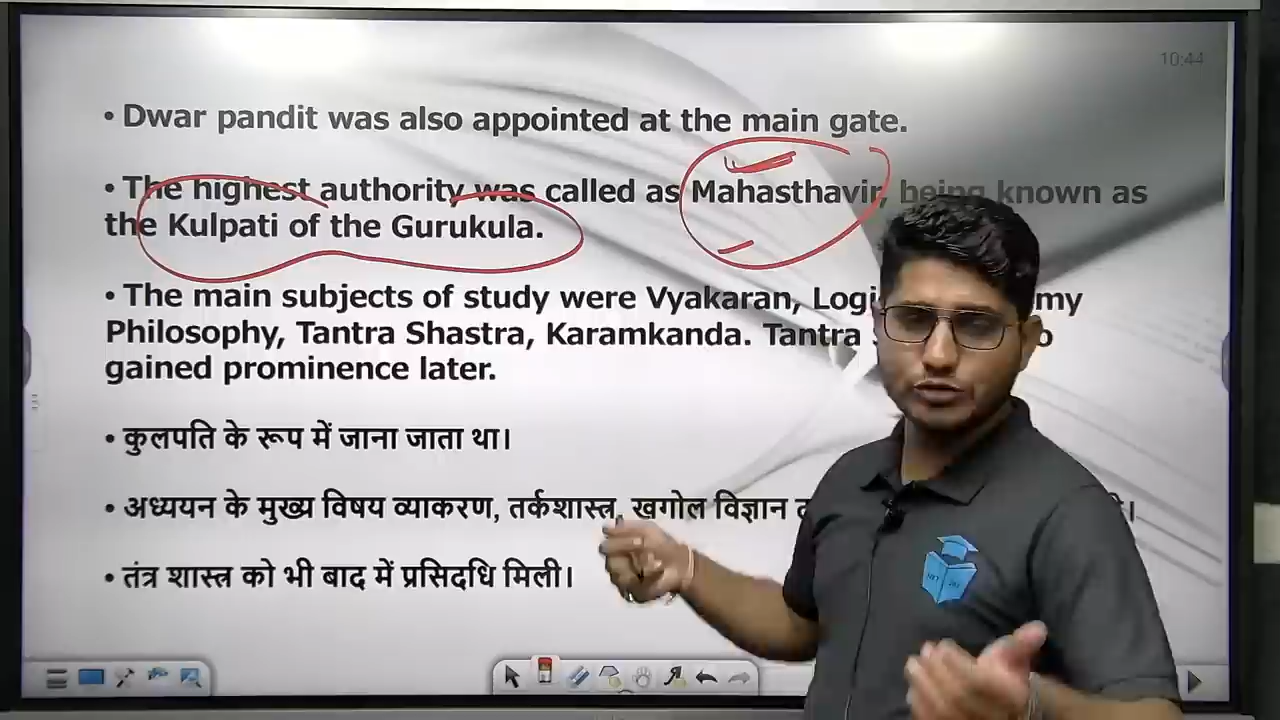 10:44
• Dwar pandit was also appointed at the main gate.
• The highest authority was called as Mahasthavir, being known as
the Kulpati of the Gurukula.
• The main subjects of study were Vyakaran, Logi my
Philosophy, Tantra Shastra, Karamkanda. Tantra o
gained prominence later.
• कुलपति के रूप में जाना जाता था।
• अध्ययन के मुख्य विषय व्याकरण, तर्कशास्त्र, खगोल विज्ञान
• तंत्र शास्त्र को भी बाद में प्रसिदधि मिली।